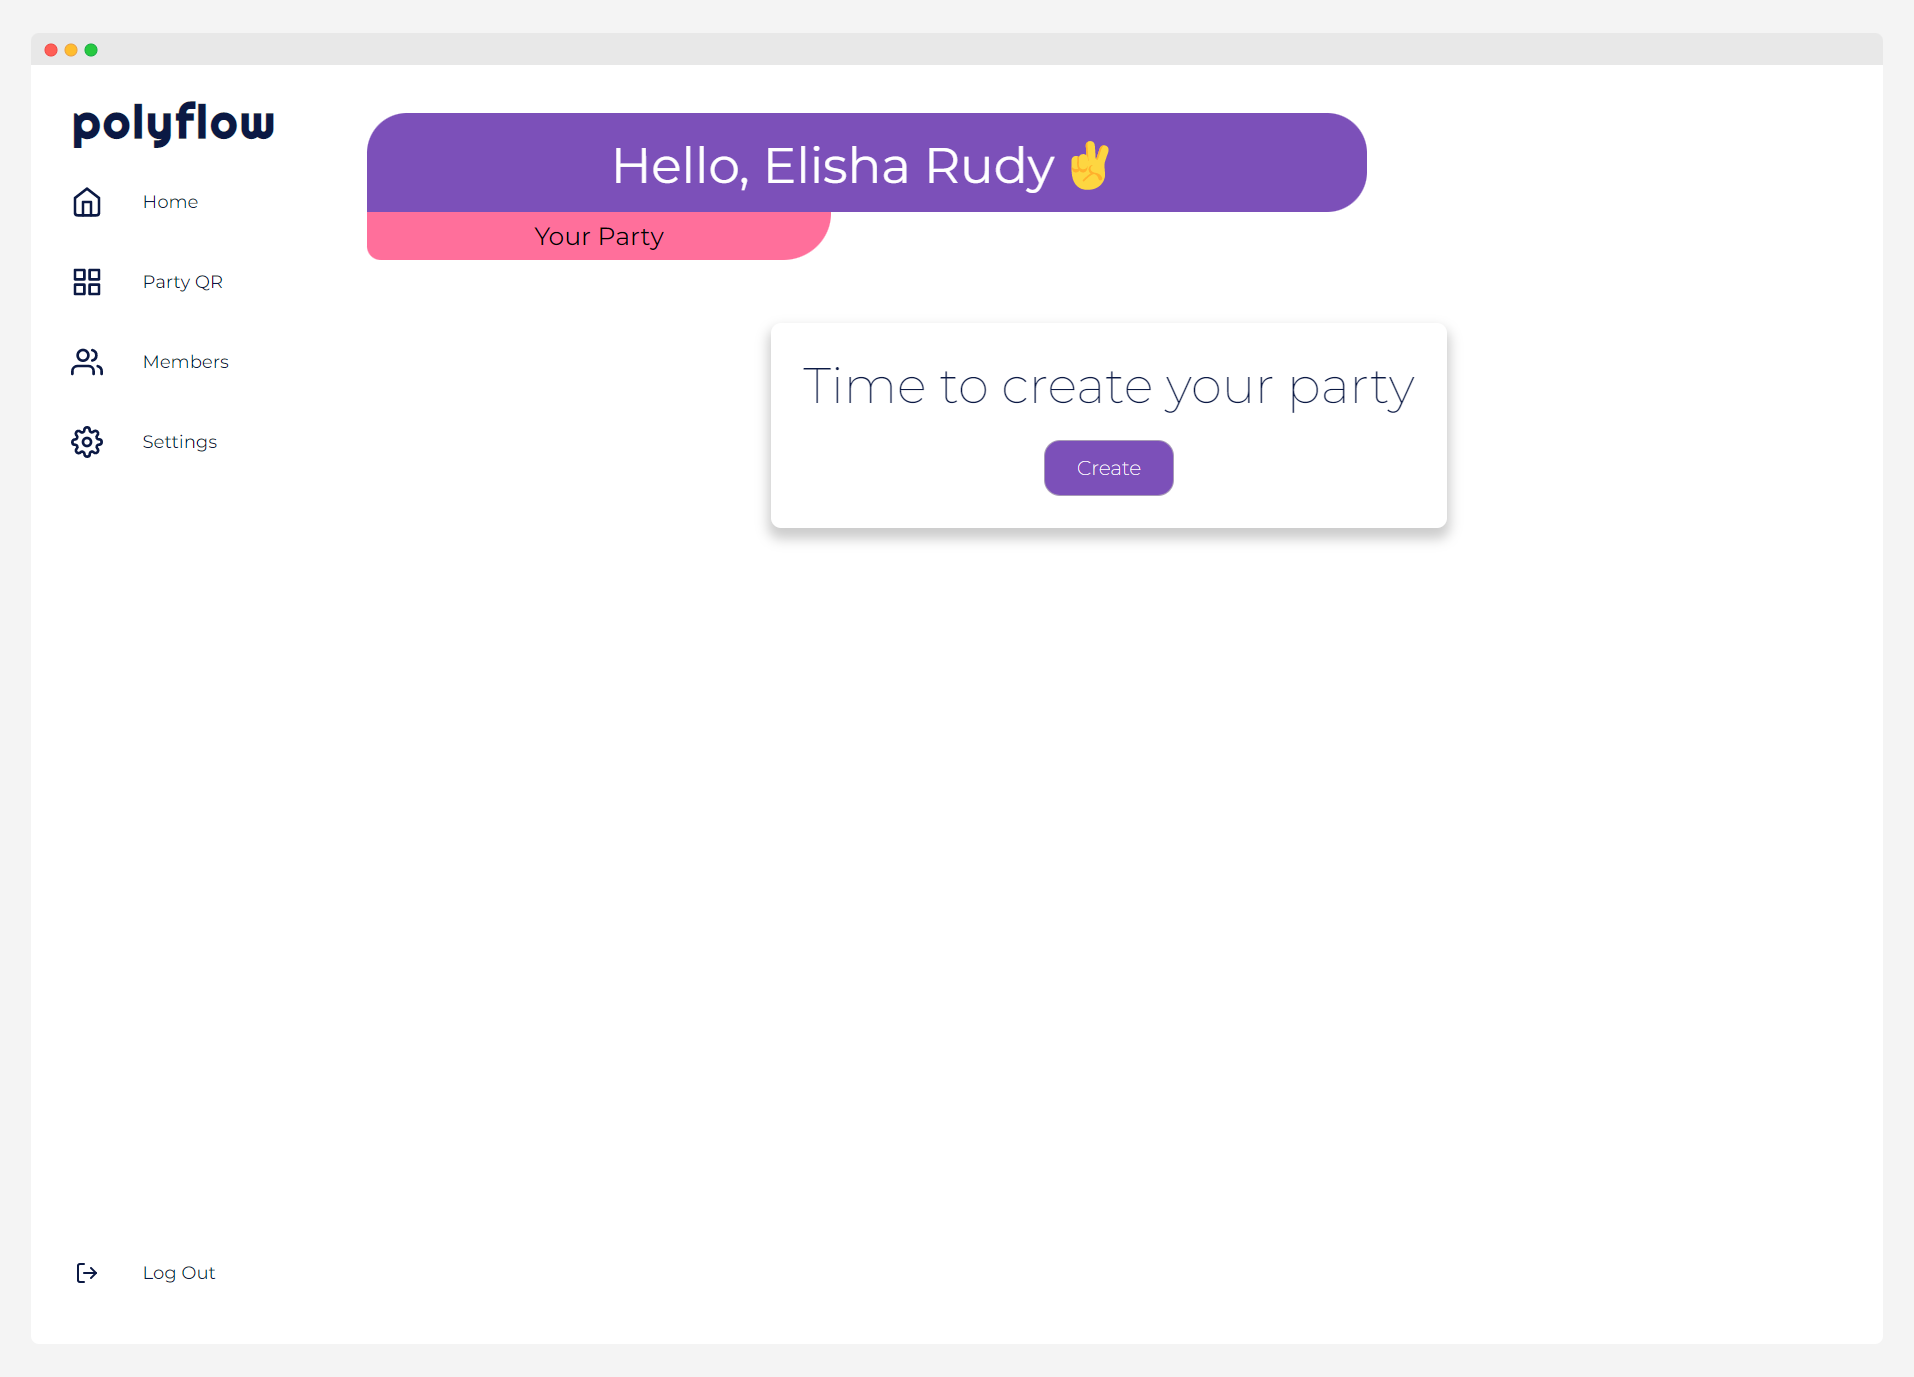 polyflow
Home
Party QR
Members
Settings
Log Out
Hello, Elisha Rudy ✌
Your Party
Time to create your party
Create